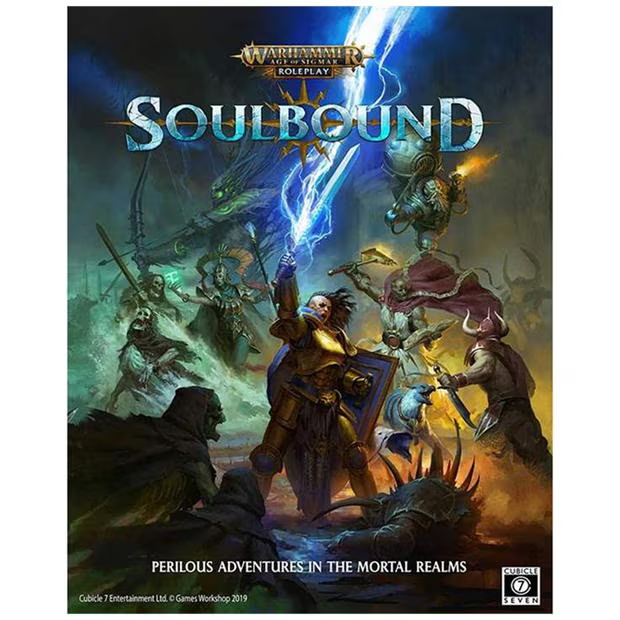 WARHAMMER
AGE OF SIGMAR
ROLEPLAY
SOULBOUND
PERILOUS ADVENTURES IN THE MORTAL REALMS
CUBICLE
7
SEVEN
Cubicle 7 Entertainment Ltd. © Games Workshop 2019